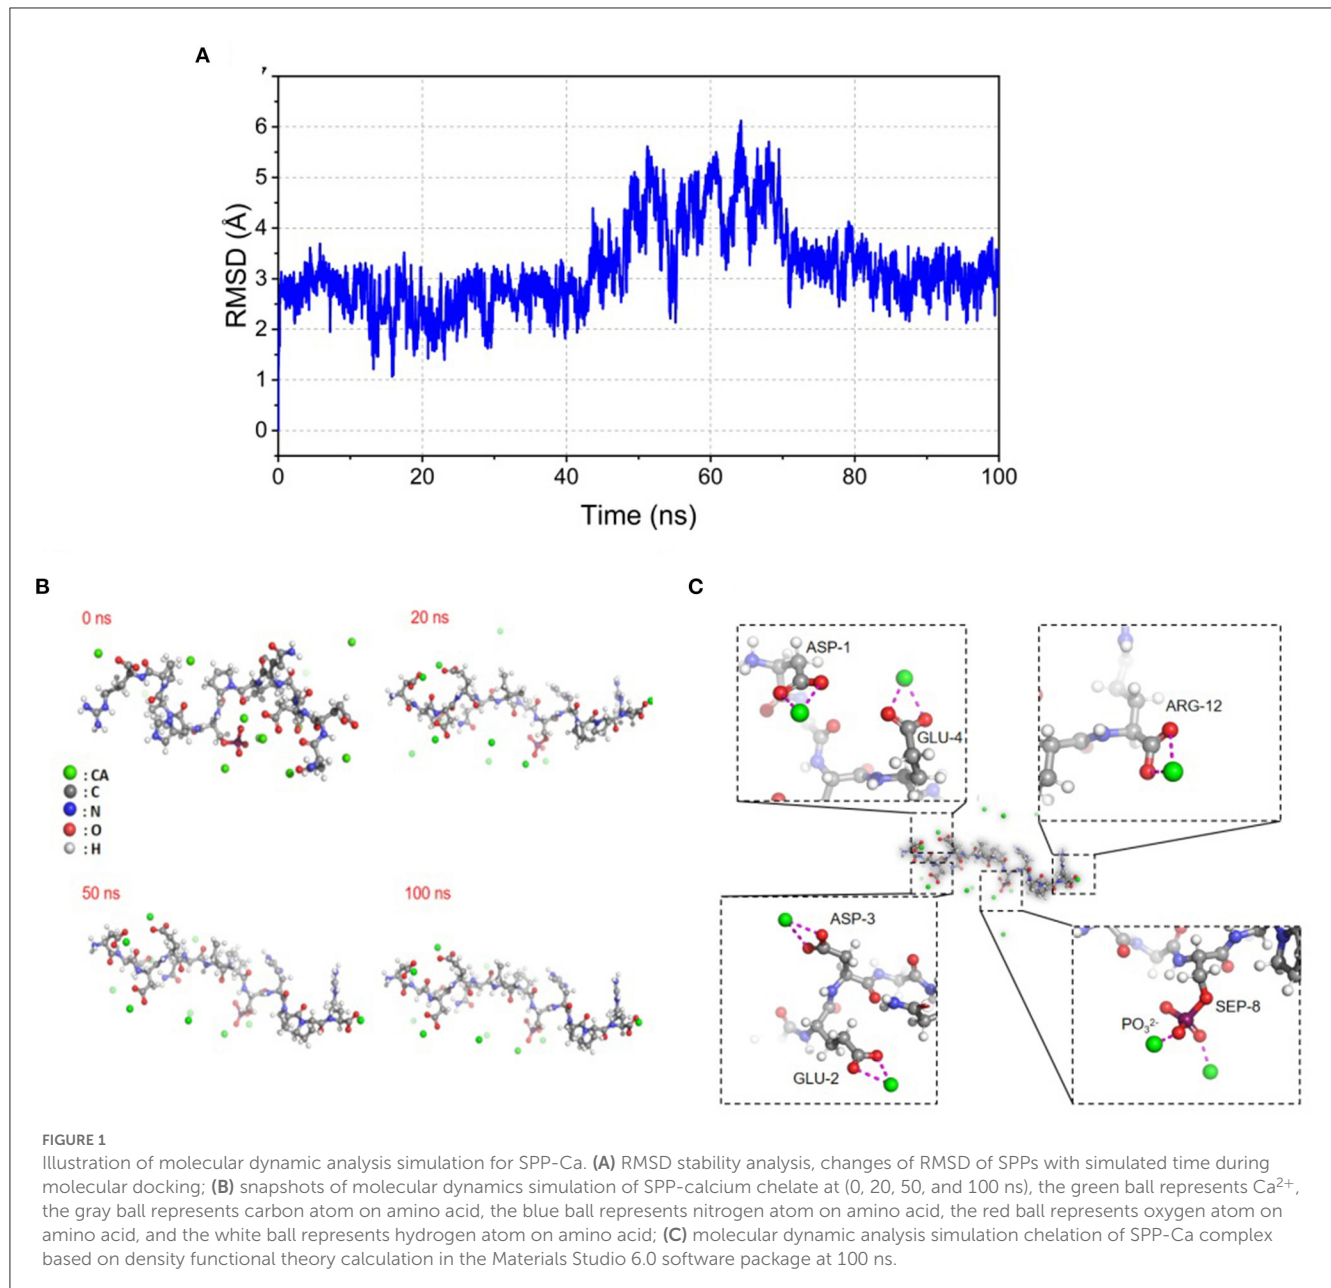 A
7
6
5
4
3
2
1
0
RMSD (Å)
0 20 40 60 80 100
Time (ns)
B
0 ns
20 ns
: CA
: C
: N
: O
: H
50 ns
100 ns
C
ASP-1
GLU-4
ARG-12
ASP-3
GLU-2
SEP-8
PO₃²⁻
FIGURE 1
Illustration of molecular dynamic analysis simulation for SPP-Ca. (A) RMSD stability analysis, changes of RMSD of SPPs with simulated time during
molecular docking; (B) snapshots of molecular dynamics simulation of SPP-calcium chelate at (0, 20, 50, and 100 ns), the green ball represents Ca²⁺,
the gray ball represents carbon atom on amino acid, the blue ball represents nitrogen atom on amino acid, the red ball represents oxygen atom on
amino acid, and the white ball represents hydrogen atom on amino acid; (C) molecular dynamic analysis simulation chelation of SPP-Ca complex
based on density functional theory calculation in the Materials Studio 6.0 software package at 100 ns.